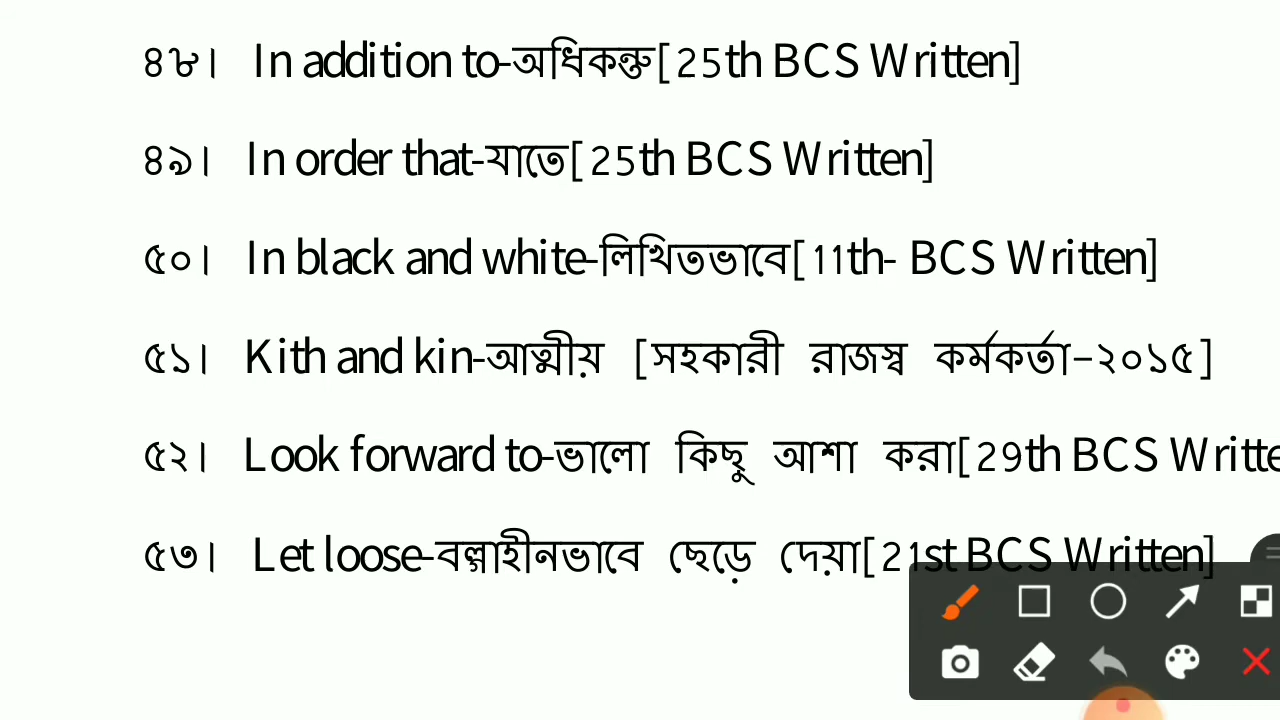 ৪৮। In addition to-অধিকন্তু[25th BCS Written]
৪৯। In order that-যাতে[25th BCS Written]
৫০। In black and white-লিখিতভাবে[11th- BCS Written]
৫১। Kith and kin-আত্মীয় [সহকারী রাজস্ব কর্মকর্তা-২০১৫]
৫২। Look forward to-ভালো কিছু আশা করা[29th BCS Writte
৫৩। Let loose-বল্গাহীনভাবে ছেড়ে দেয়া[21st BCS Written]